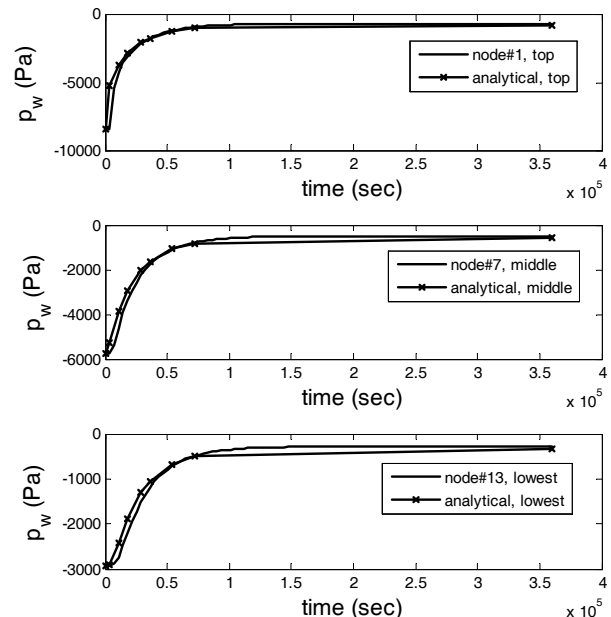 0
-5000
-10000
p_w (Pa)
node#1, top
analytical, top
0 0.5 1 1.5 2 2.5 3 3.5 4
time (sec)
x 10^5
0
-2000
-4000
-6000
p_w (Pa)
node#7, middle
analytical, middle
0 0.5 1 1.5 2 2.5 3 3.5 4
time (sec)
x 10^5
0
-1000
-2000
-3000
p_w (Pa)
node#13, lowest
analytical, lowest
0 0.5 1 1.5 2 2.5 3 3.5 4
time (sec)
x 10^5